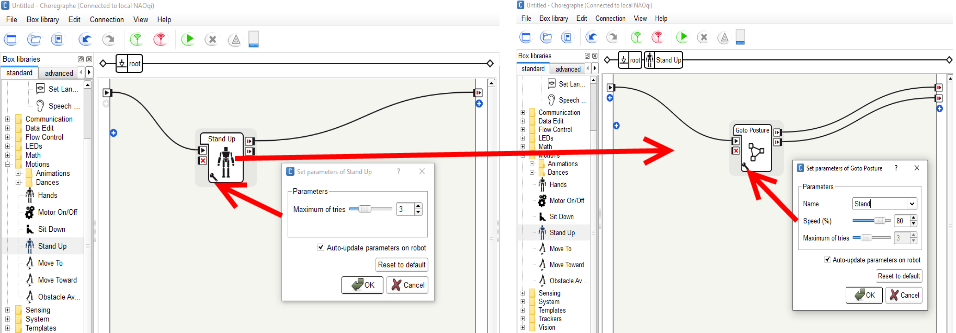 Untitled - Choregraphe (Connected to local NAOqi)
File Box library Edit Connection View Help
Box libraries
standard advanced
root
Set Lan...
Speech ...
Communication
Data Edit
Flow Control
LEDs
Math
Motions
Animations
Dances
Hands
Motor On/Off
Sit Down
Stand Up
Move To
Move Toward
Obstacle Av...
Sensing
System
Templates
Stand Up
Set parameters of Stand Up ? X
Parameters
Maximum of tries 3
Auto-update parameters on robot
Reset to default
OK Cancel
Untitled - Choregraphe (Connected to local NAOqi)
File Box library Edit Connection View Help
Box libraries
standard advanced
root Stand Up
Set Lan...
Speech ...
Communication
Data Edit
Flow Control
LEDs
Math
Motions
Animations
Dances
Hands
Motor On/Off
Sit Down
Stand Up
Move To
Move Toward
Obstacle Av
Sensing
System
Templates
Trackers
Vision
Goto Posture
Set parameters of Goto Posture ? X
Parameters
Name Stand
Speed (%) 80
Maximum of tries 3
Auto-update parameters on robot
Reset to default
OK Cancel